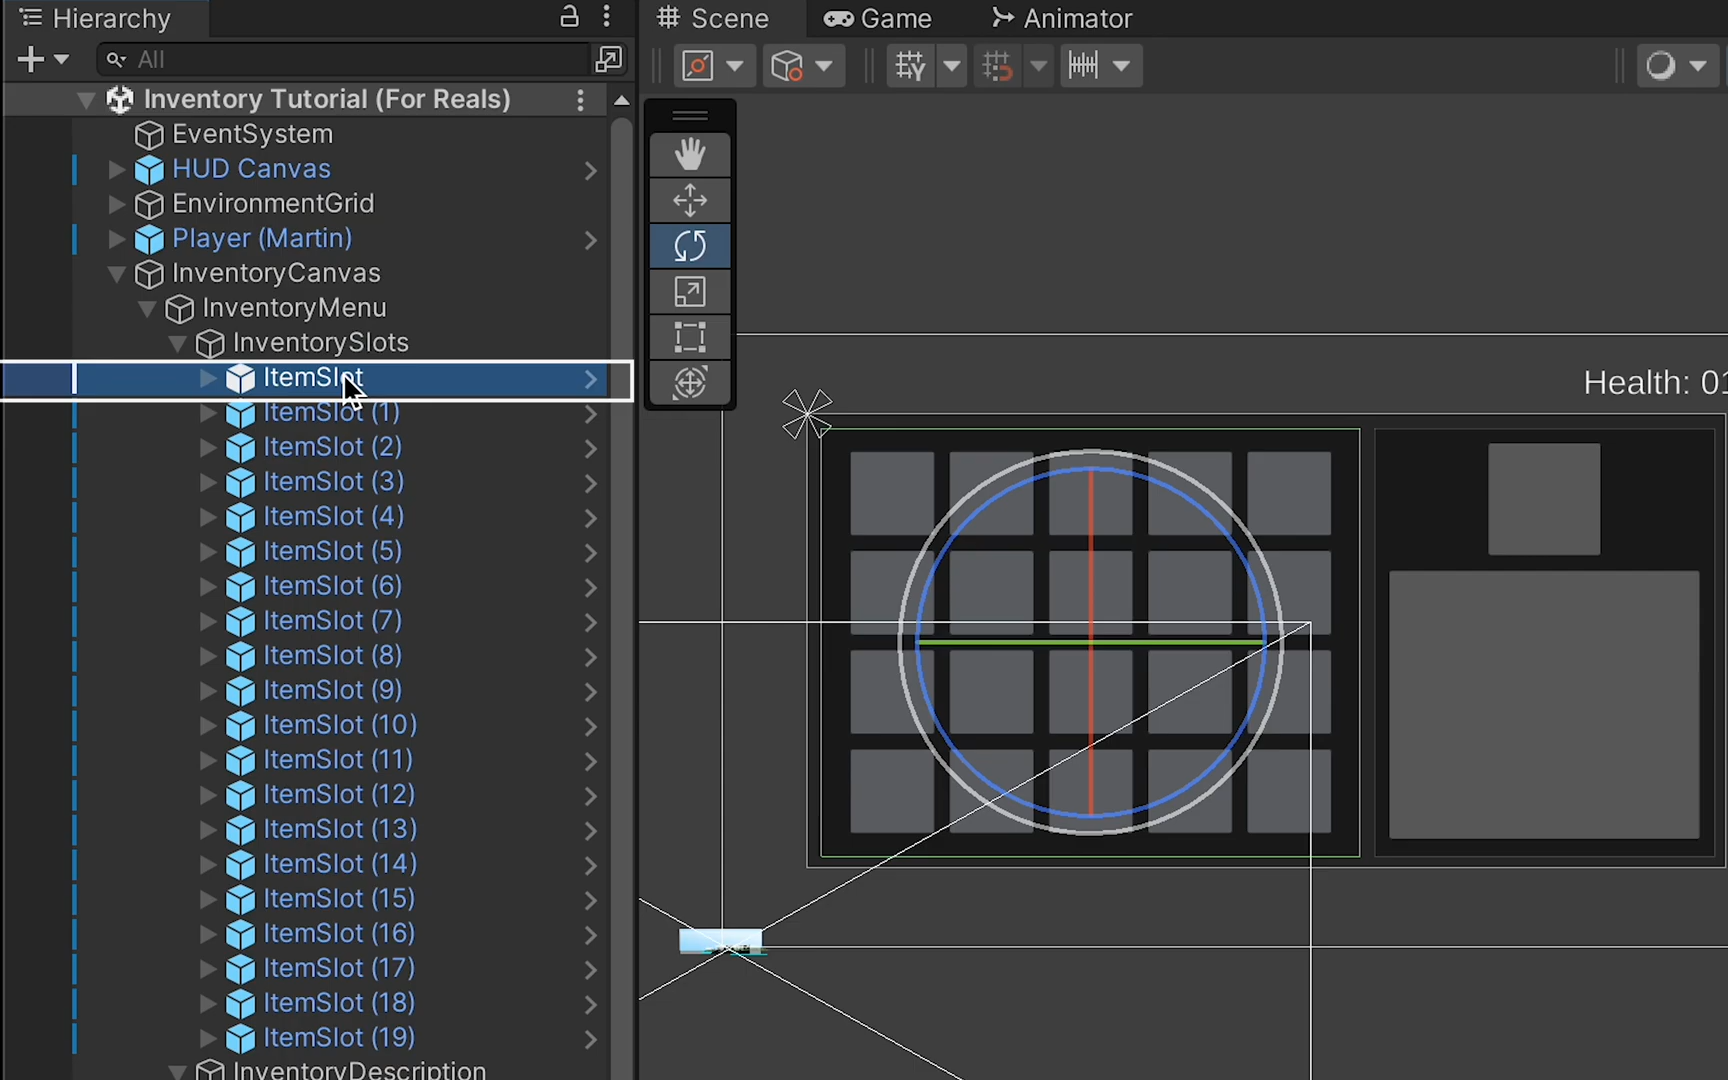 Hierarchy
All
Inventory Tutorial (For Reals)
EventSystem
HUD Canvas
EnvironmentGrid
Player (Martin)
InventoryCanvas
InventoryMenu
InventorySlots
ItemSlot
ItemSlot (1)
ItemSlot (2)
ItemSlot (3)
ItemSlot (4)
ItemSlot (5)
ItemSlot (6)
ItemSlot (7)
ItemSlot (8)
ItemSlot (9)
ItemSlot (10)
ItemSlot (11)
ItemSlot (12)
ItemSlot (13)
ItemSlot (14)
ItemSlot (15)
ItemSlot (16)
ItemSlot (17)
ItemSlot (18)
ItemSlot (19)
InventoryDescription
Scene Game Animator
Health: 01